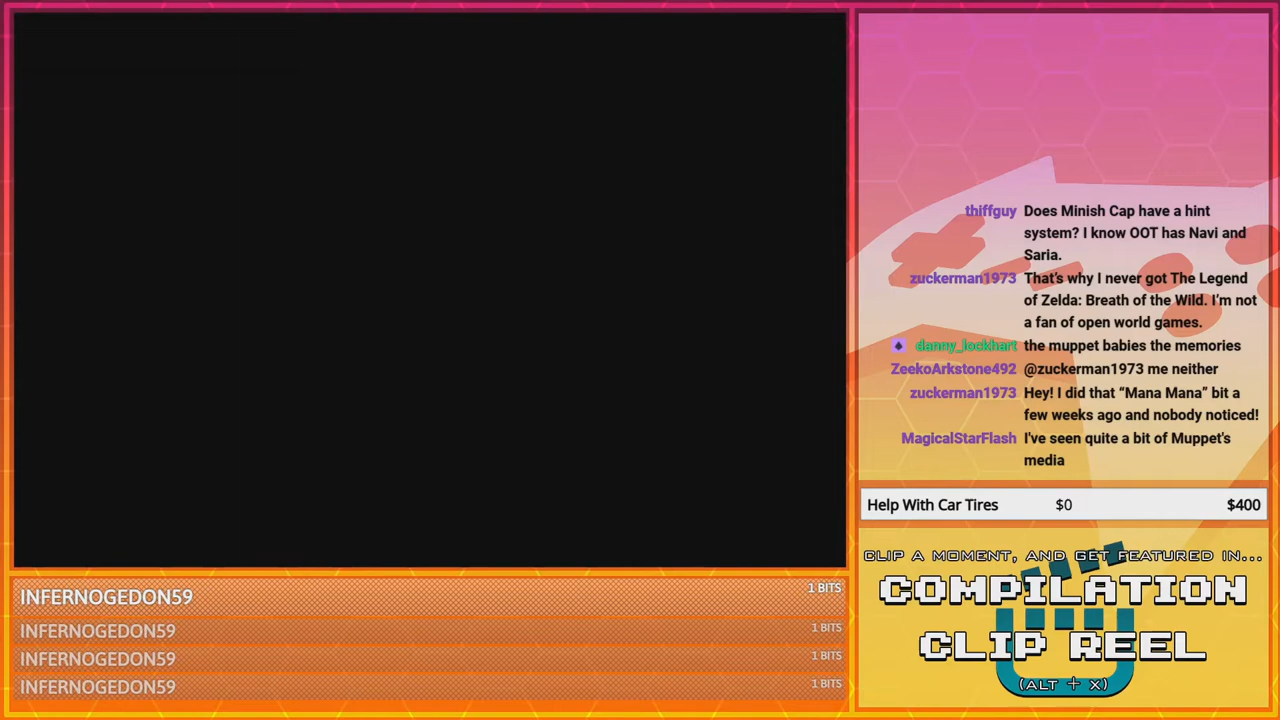 thiffguy Does Minish Cap have a hint
system? I know OOT has Navi and
Saria.
zuckerman1973 That's why I never got The Legend
of Zelda: Breath of the Wild. I'm not
a fan of open world games.
danny_lockhart the muppet babies the memories
ZeekoArkstone492 @zuckerman1973 me neither
zuckerman1973 Hey! I did that “Mana Mana” bit a
few weeks ago and nobody noticed!
MagicalStarFlash I've seen quite a bit of Muppet's
media
Help With Car Tires $0 $400
CLIP A MOMENT, AND GET FEATURED IN...
COMPILATION
CLIP REEL
(ALT + X)
INFERNOGEDON59 1 BITS
INFERNOGEDON59 1 BITS
INFERNOGEDON59 1 BITS
INFERNOGEDON59 1 BITS